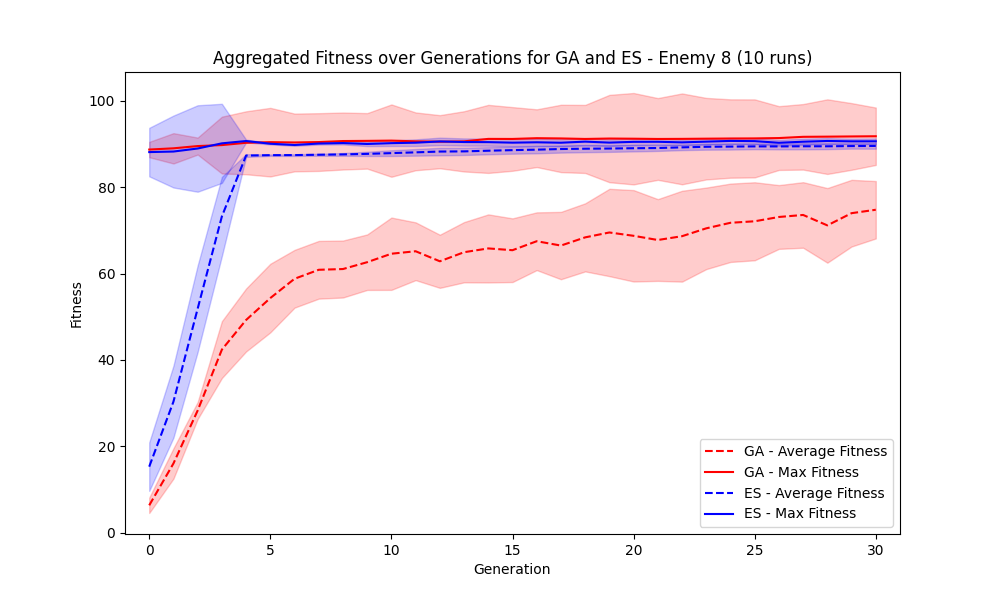 Aggregated Fitness over Generations for GA and ES - Enemy 8 (10 runs)
100
80
60
40
20
0
Fitness
0 5 10 15 20 25 30
Generation
GA - Average Fitness
GA - Max Fitness
ES - Average Fitness
ES - Max Fitness